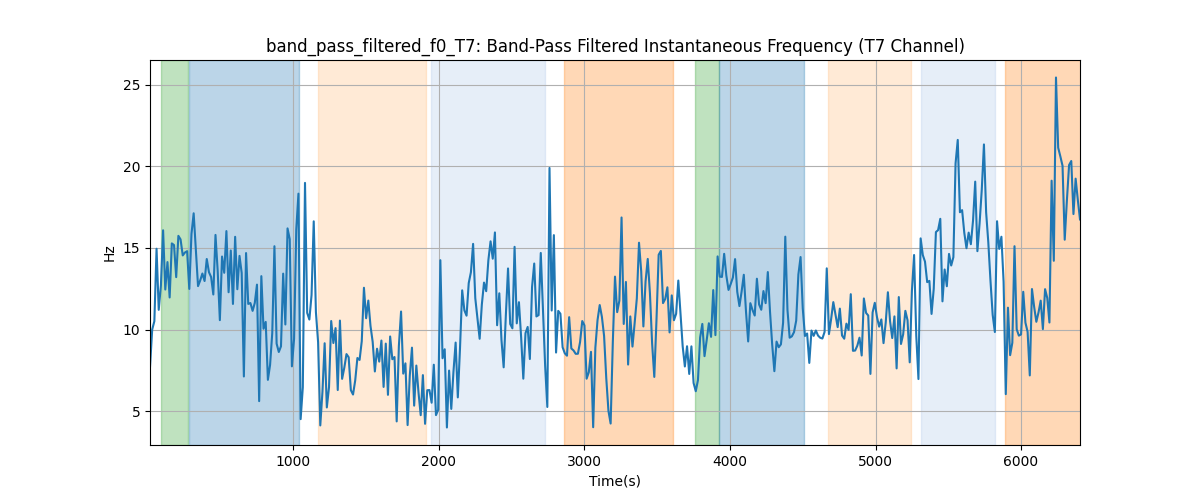 band_pass_filtered_f0_T7: Band-Pass Filtered Instantaneous Frequency (T7 Channel)
25
20
15
10
5
Hz
1000 2000 3000 4000 5000 6000
Time(s)